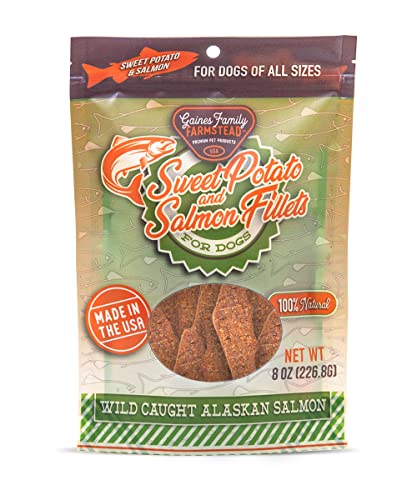 SWEET POTATO
& SALMON
FOR DOGS OF ALL SIZES
Gaines Family
FARMSTEAD
PREMIUM PET PRODUCTS
USA
Sweet Potato
and
Salmon Fillets
FOR DOGS
MADE IN
THE USA
100% Natural
NET WT
8 OZ (226.8G)
WILD CAUGHT ALASKAN SALMON